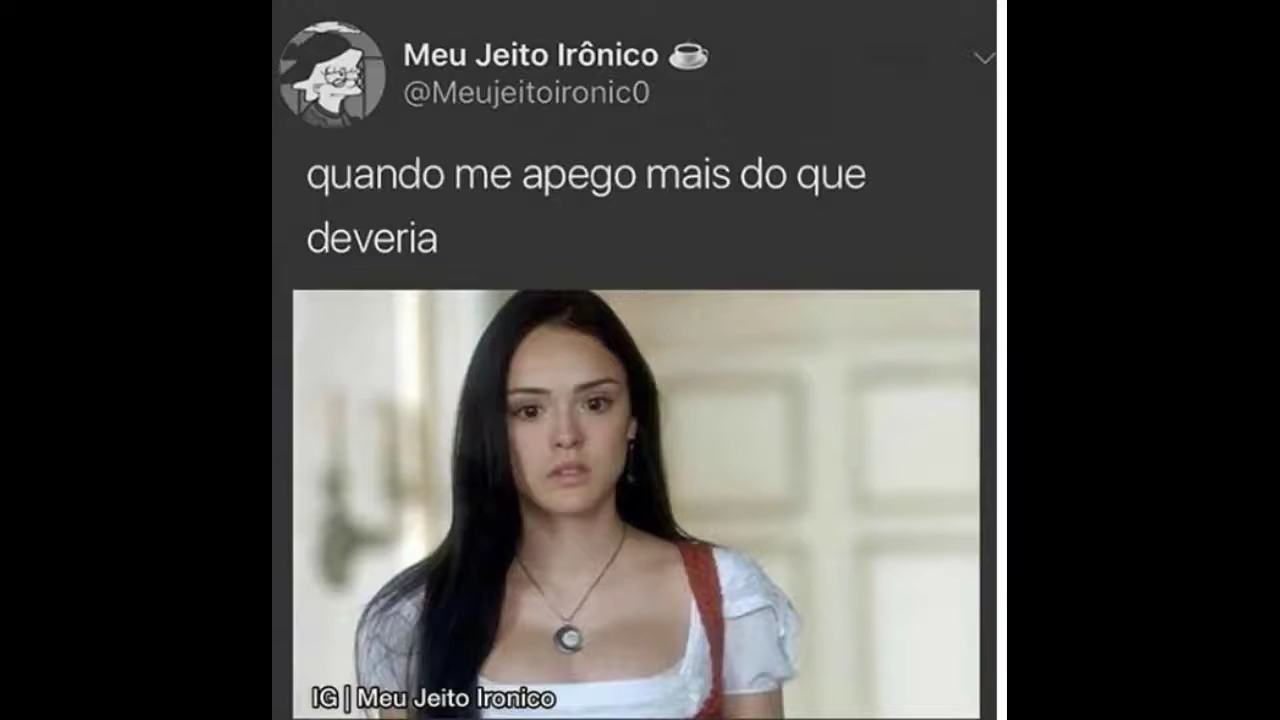 Meu Jeito Irônico ☕
@Meujeitoironic0
quando me apego mais do que
deveria
IG | Meu Jeito Ironico